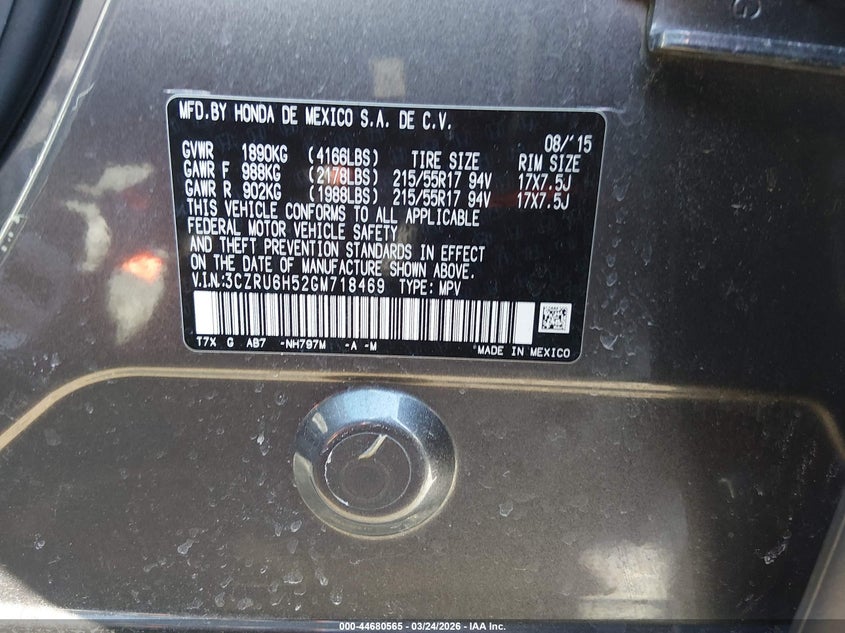 MFD.BY HONDA DE MEXICO S.A. DE C.V.
08/'15
GVWR 1890KG (4166LBS) TIRE SIZE RIM SIZE
GAWR F 988KG (2178LBS) 215/55R17 94V 17X7.5J
GAWR R 902KG (1988LBS) 215/55R17 94V 17X7.5J
THIS VEHICLE CONFORMS TO ALL APPLICABLE
FEDERAL MOTOR VEHICLE SAFETY
AND THEFT PREVENTION STANDARDS IN EFFECT
ON THE DATE OF MANUFACTURE SHOWN ABOVE.
V.I.N:3CZRU6H52GM718469 TYPE: MPV
T7X G AB7 -NH797M -A -M
*MADE IN MEXICO
000-44680565 - 03/24/2026 - IAA Inc.